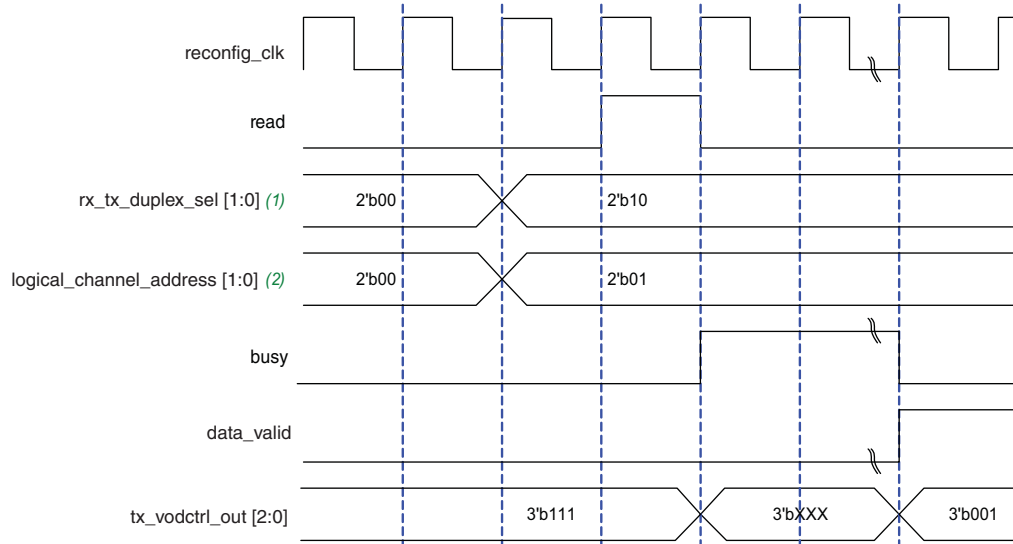 reconfig_clk
read
rx_tx_duplex_sel [1:0] (1) 2'b00 2'b10
logical_channel_address [1:0] (2) 2'b00 2'b01
busy
data_valid
tx_vodctrl_out [2:0] 3'b111 3'bXXX 3'b001